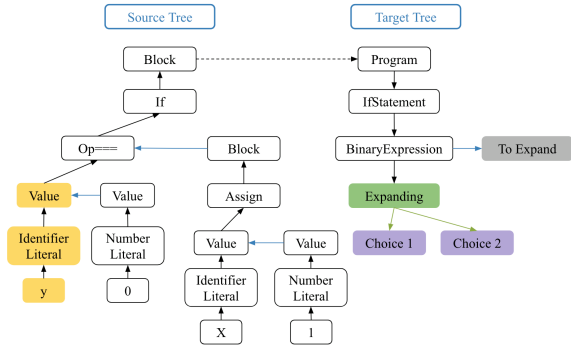 Source Tree
Target Tree
Block
Program
If
IfStatement
Op===
Block
BinaryExpression
To Expand
Value
Value
Assign
Expanding
Identifier
Literal
Number
Literal
Value
Value
Choice 1
Choice 2
y
0
Identifier
Literal
Number
Literal
X
1